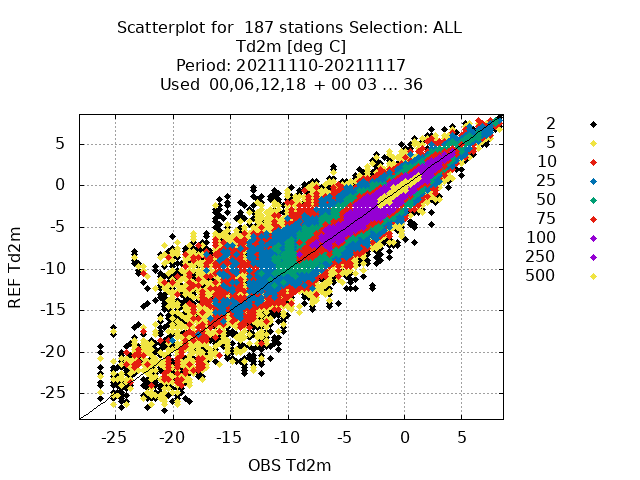 Scatterplot for  187 stations Selection: ALL
Td2m [deg C]
Period: 20211110-20211117
Used  00,06,12,18 + 00 03 ... 36
5
0
-5
-10
-15
-20
-25
REF Td2m
-25 -20 -15 -10 -5 0 5
OBS Td2m
2
5
10
25
50
75
100
250
500